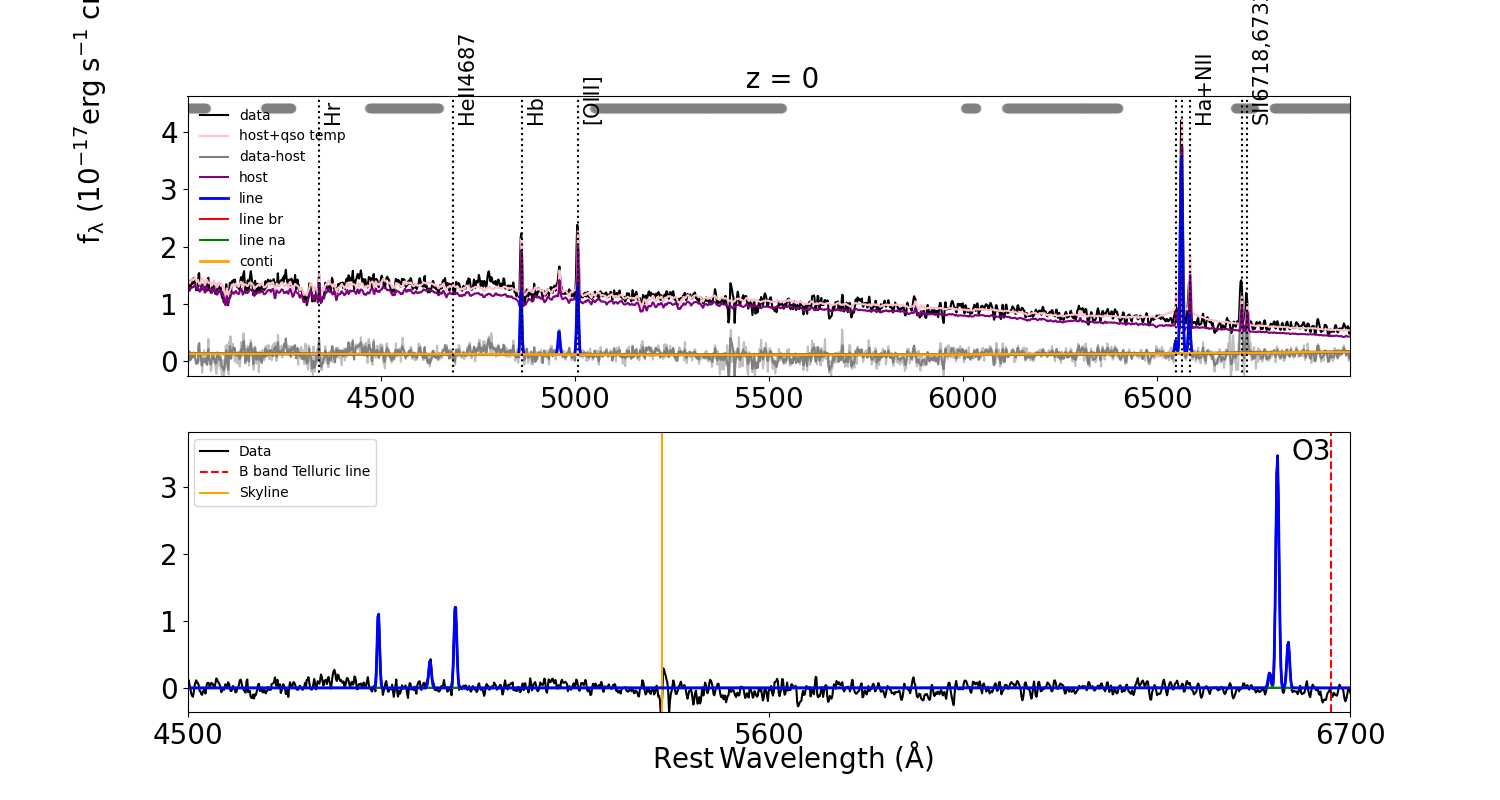 z = 0
Hr
HeII4687
Hb
[OIII]
Ha+NII
fλ (10⁻¹⁷erg s⁻¹
data
host+qso temp
data-host
host
line
line br
line na
conti
4
3
2
1
0
4500
5000
5500
6000
6500
Data
B band Telluric line
Skyline
O3
3
2
1
0
4500
5600
6700
Rest Wavelength (Å)